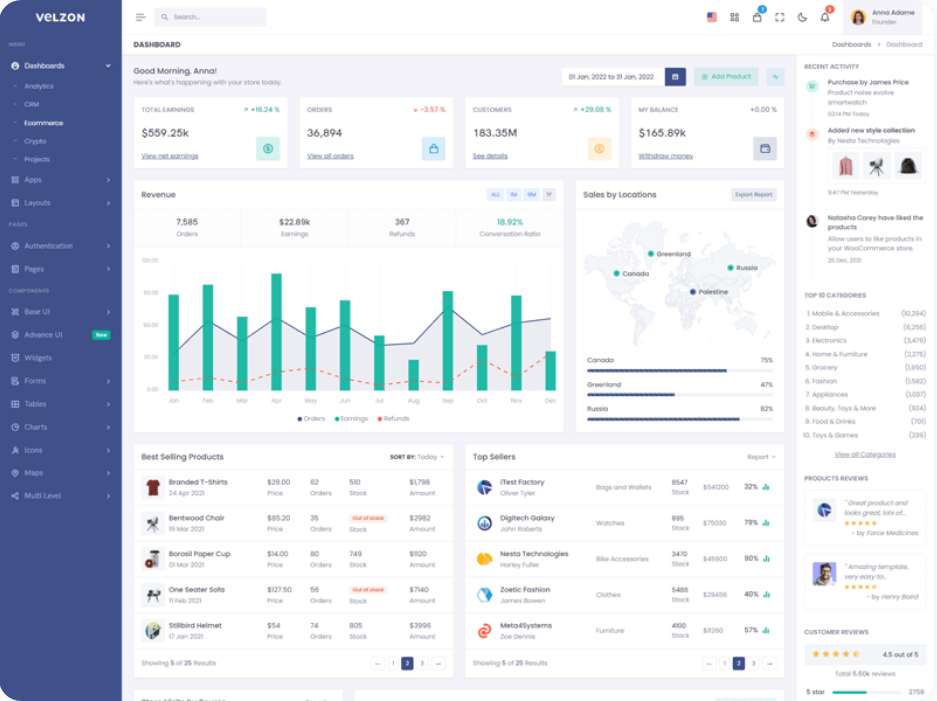 VELZON
Search...
7
3
Anna Adame
Founder
MENU
Dashboards
Analytics
CRM
Ecommerce
Crypto
Projects
Apps
Layouts
PAGES
Authentication
Pages
COMPONENTS
Base UI
Advance UI New
Widgets
Forms
Tables
Charts
Icons
Maps
Multi Level
DASHBOARD
Dashboards > Dashboard
Good Morning, Anna!
Here's what's happening with your store today.
01 Jan, 2022 to 31 Jan, 2022
Add Product
TOTAL EARNINGS +16.24 %
$559.25k
View net earnings
ORDERS -3.57 %
36,894
View all orders
CUSTOMERS +29.08 %
183.35M
See details
MY BALANCE +0.00 %
$165.89k
Withdraw money
Revenue
ALL 1M 6M 1Y
7,585 $22.89k 367 18.92%
Orders Earnings Refunds Conversation Ratio
120.00
90.00
60.00
30.00
0.00
Jan Feb Mar Apr May Jun Jul Aug Sep Oct Nov Dec
Orders Earnings Refunds
Sales by Locations
Export Report
Greenland
Canada
Russia
Palestine
Canada 75%
Greenland 47%
Russia 82%
Best Selling Products
SORT BY: Today
Branded T-Shirts $29.00 62 510 $1,798
24 Apr 2021 Price Orders Stock Amount
Bentwood Chair $85.20 35 Out of stock $2982
19 Mar 2021 Price Orders Stock Amount
Borosil Paper Cup $14.00 80 749 $1120
01 Mar 2021 Price Orders Stock Amount
One Seater Sofa $127.50 56 Out of stock $7140
11 Feb 2021 Price Orders Stock Amount
Stillbird Helmet $54 74 805 $3996
17 Jan 2021 Price Orders Stock Amount
Showing 5 of 25 Results
← 1 2 3 →
Top Sellers
Report
iTest Factory
Oliver Tyler
Bags and Wallets
8547
Stock
$541200
32%
Digitech Galaxy
John Roberts
Watches
895
Stock
$75030
79%
Nesta Technologies
Harley Fuller
Bike Accessories
3470
Stock
$45600
90%
Zoetic Fashion
James Bowen
Clothes
5488
Stock
$29456
40%
Meta4Systems
Zoe Dennis
Furniture
4100
Stock
$11260
57%
Showing 5 of 25 Results
← 1 2 3 →
RECENT ACTIVITY
Purchase by James Price
Product noise evolve
smartwatch
02:14 PM Today
Added new style collection
By Nesta Technologies
9:47 PM Yesterday
Natasha Carey have liked the
products
Allow users to like products in
your WooCommerce store.
25 Dec, 2021
TOP 10 CATEGORIES
1. Mobile & Accessories (10,294)
2. Desktop (6,256)
3. Electronics (3,479)
4. Home & Furniture (2,275)
5. Grocery (1,950)
6. Fashion (1,582)
7. Appliances (1,037)
8. Beauty, Toys & More (924)
9. Food & Drinks (701)
10. Toys & Games (239)
View all Categories
PRODUCTS REVIEWS
" Great product and
looks great, lots of...
- by Force Medicines
" Amazing template,
very easy to...
- by Henry Baird
CUSTOMER REVIEWS
4.5 out of 5
Total 5.50k reviews
5 star 2758